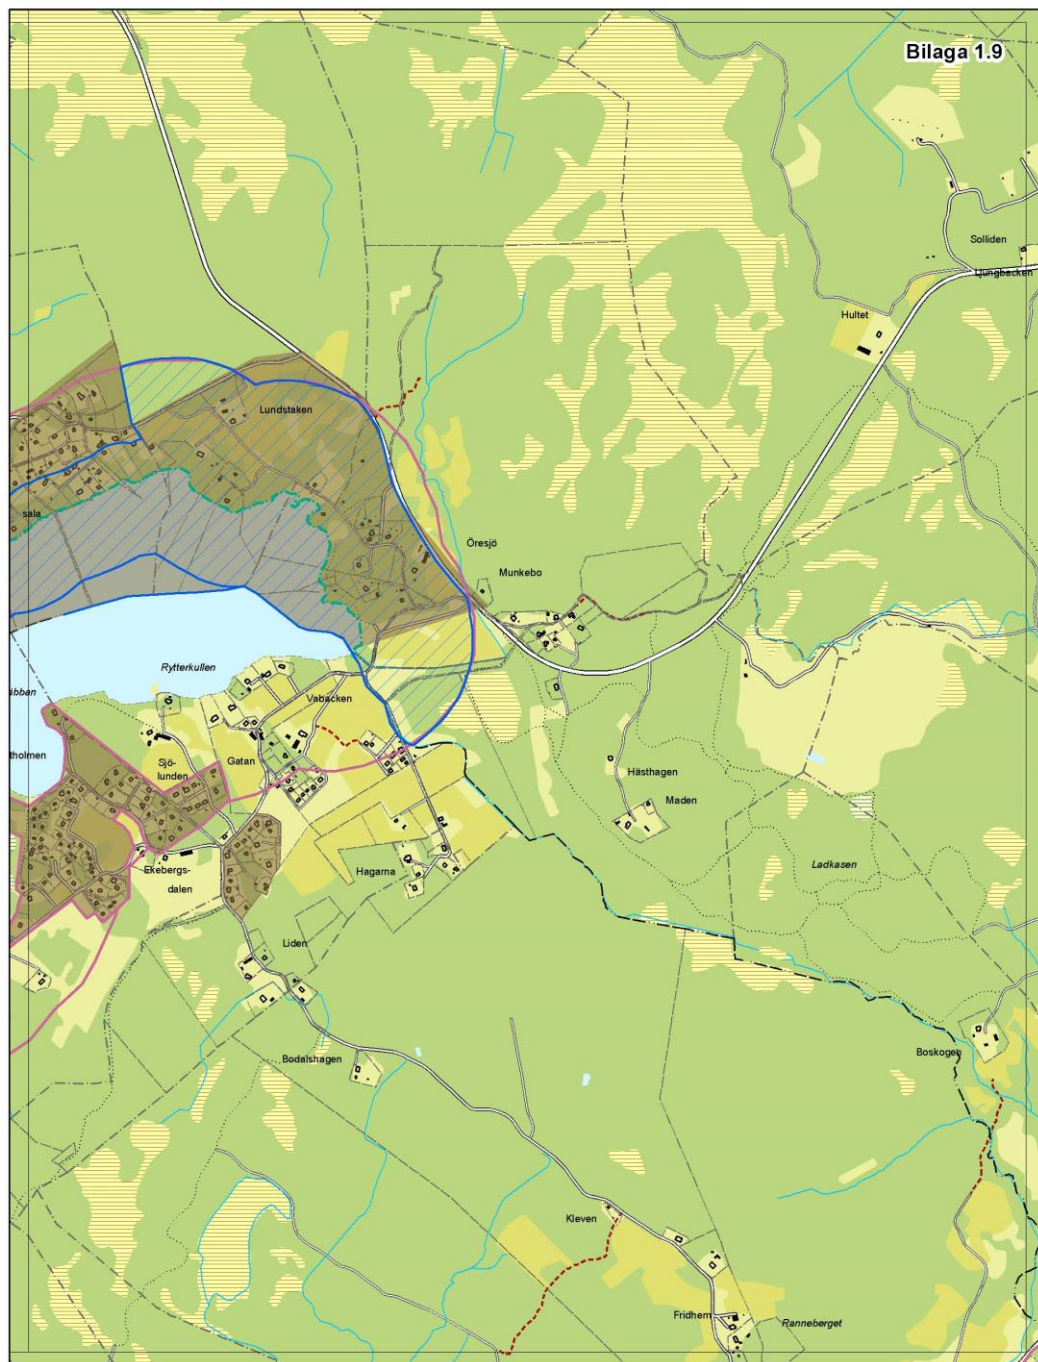 Bilaga 1.9
Solliden
Ljungbacken
Hultet
Lundstaken
sala
Öresjö
Munkebo
Rytterkullen
Vabacken
tholmen
Sjö-
lunden
Gatan
Hästhagen
Maden
Ekebergs-
dalen
Hagarna
Ladkasen
Liden
Bodalshagen
Boskogen
Kleven
Fridhem
Ranneberget